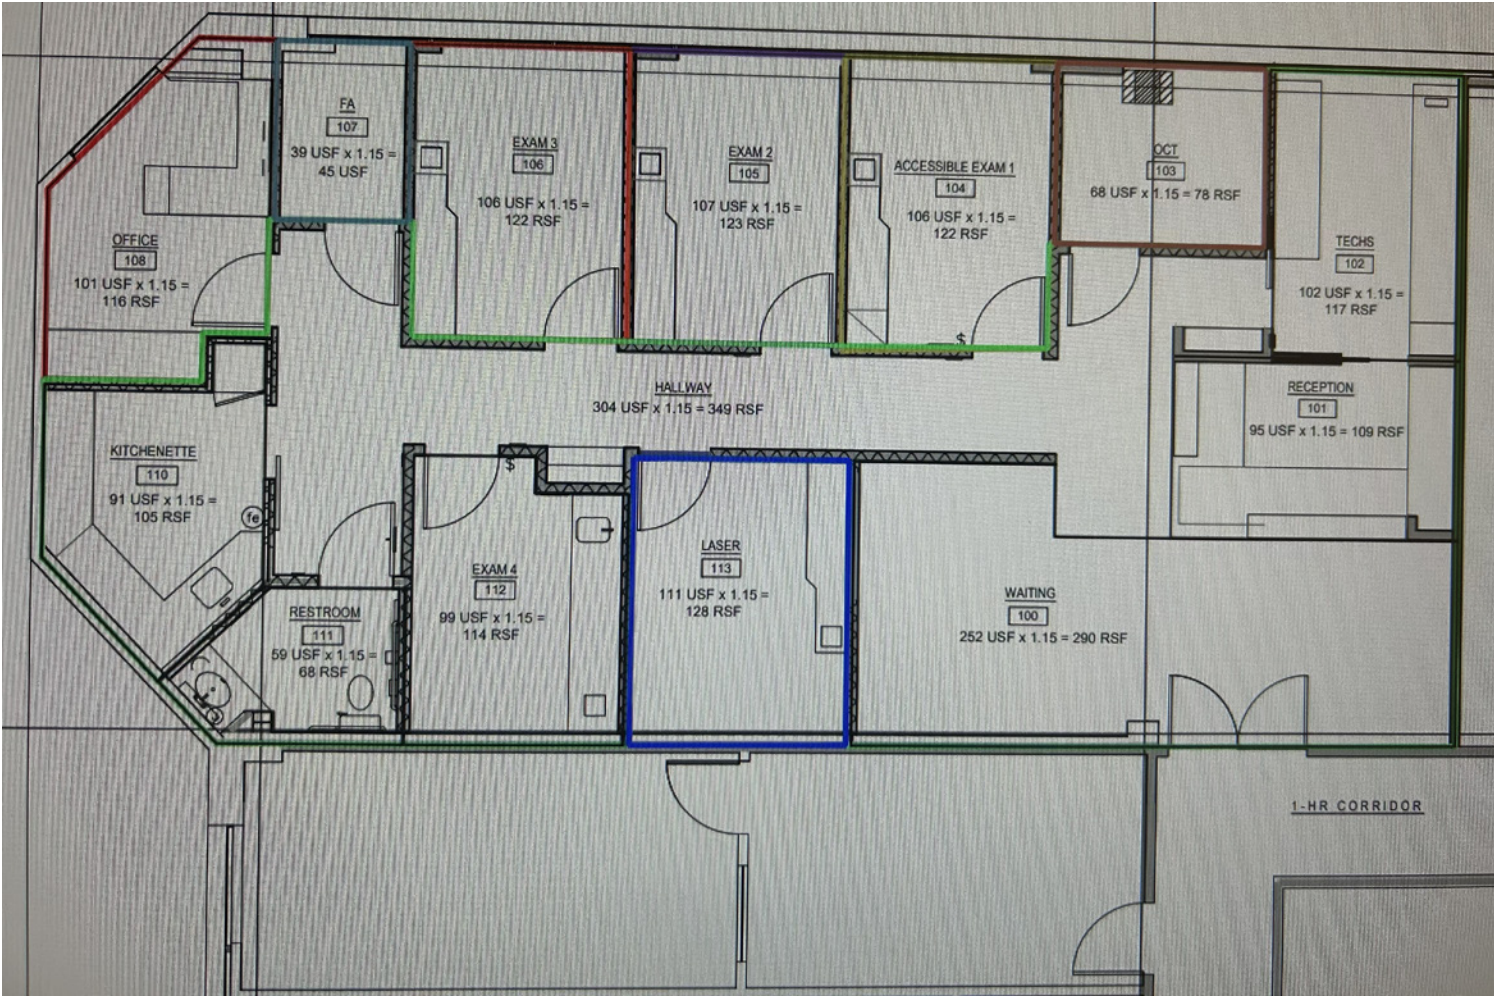 FA
107
39 USF x 1.15 =
45 USF
EXAM 3
106
106 USF x 1.15 =
122 RSF
EXAM 2
105
107 USF x 1.15 =
123 RSF
ACCESSIBLE EXAM 1
104
106 USF x 1.15 =
122 RSF
OCT
103
68 USF x 1.15 = 78 RSF
TECHS
102
102 USF x 1.15 =
117 RSF
OFFICE
108
101 USF x 1.15 =
116 RSF
$
HALLWAY
304 USF x 1.15 = 349 RSF
RECEPTION
101
95 USF x 1.15 = 109 RSF
KITCHENETTE
110
91 USF x 1.15 =
105 RSF
fe
$
EXAM 4
112
99 USF x 1.15 =
114 RSF
LASER
113
111 USF x 1.15 =
128 RSF
WAITING
100
252 USF x 1.15 = 290 RSF
RESTROOM
111
59 USF x 1.15 =
68 RSF
1-HR CORRIDOR